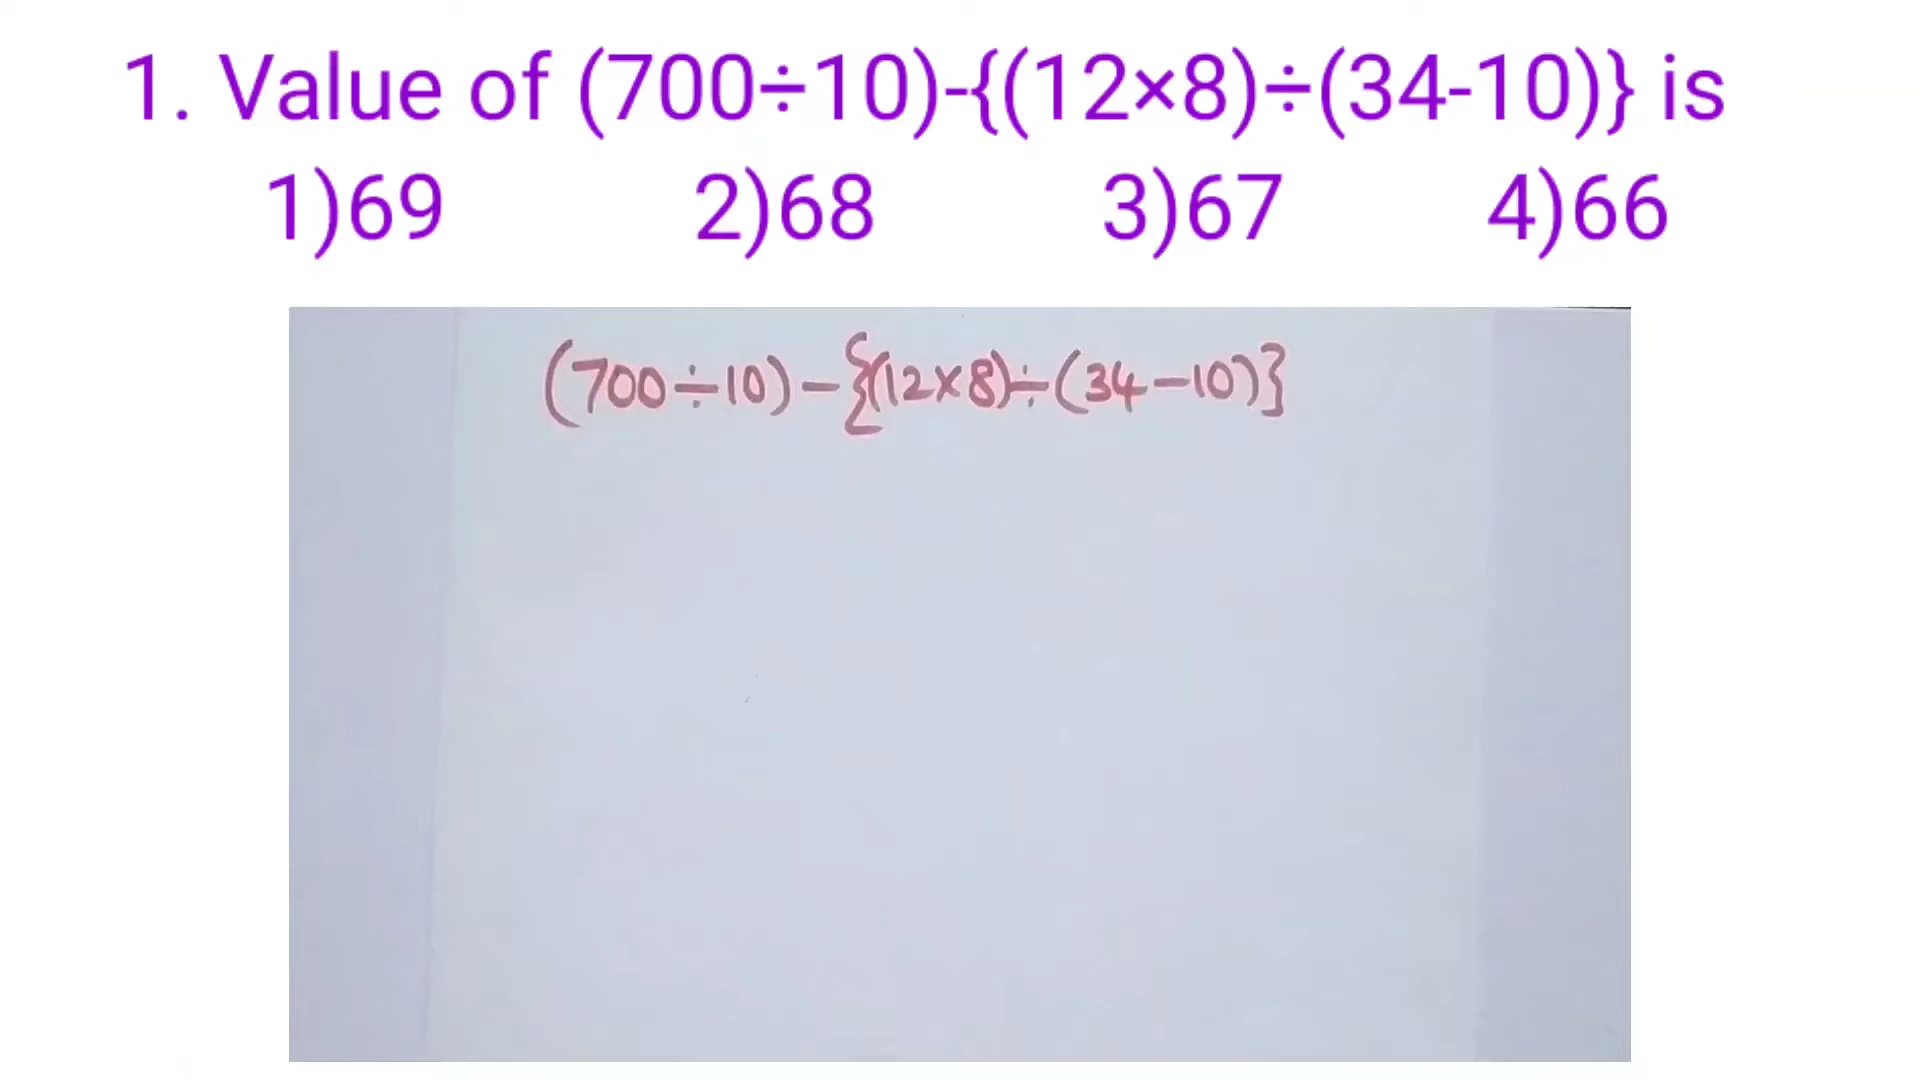 1. Value of (700÷10)-{(12×8)÷(34-10)} is
1)69 2)68 3)67 4)66
(700÷10)-{(12×8)÷(34-10)}